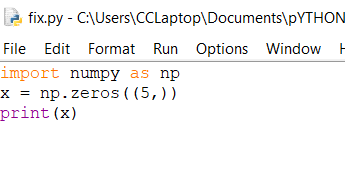 fix.py - C:\Users\CCLaptop\Documents\pYTHON
File Edit Format Run Options Window
import numpy as np
x = np.zeros((5,))
print(x)